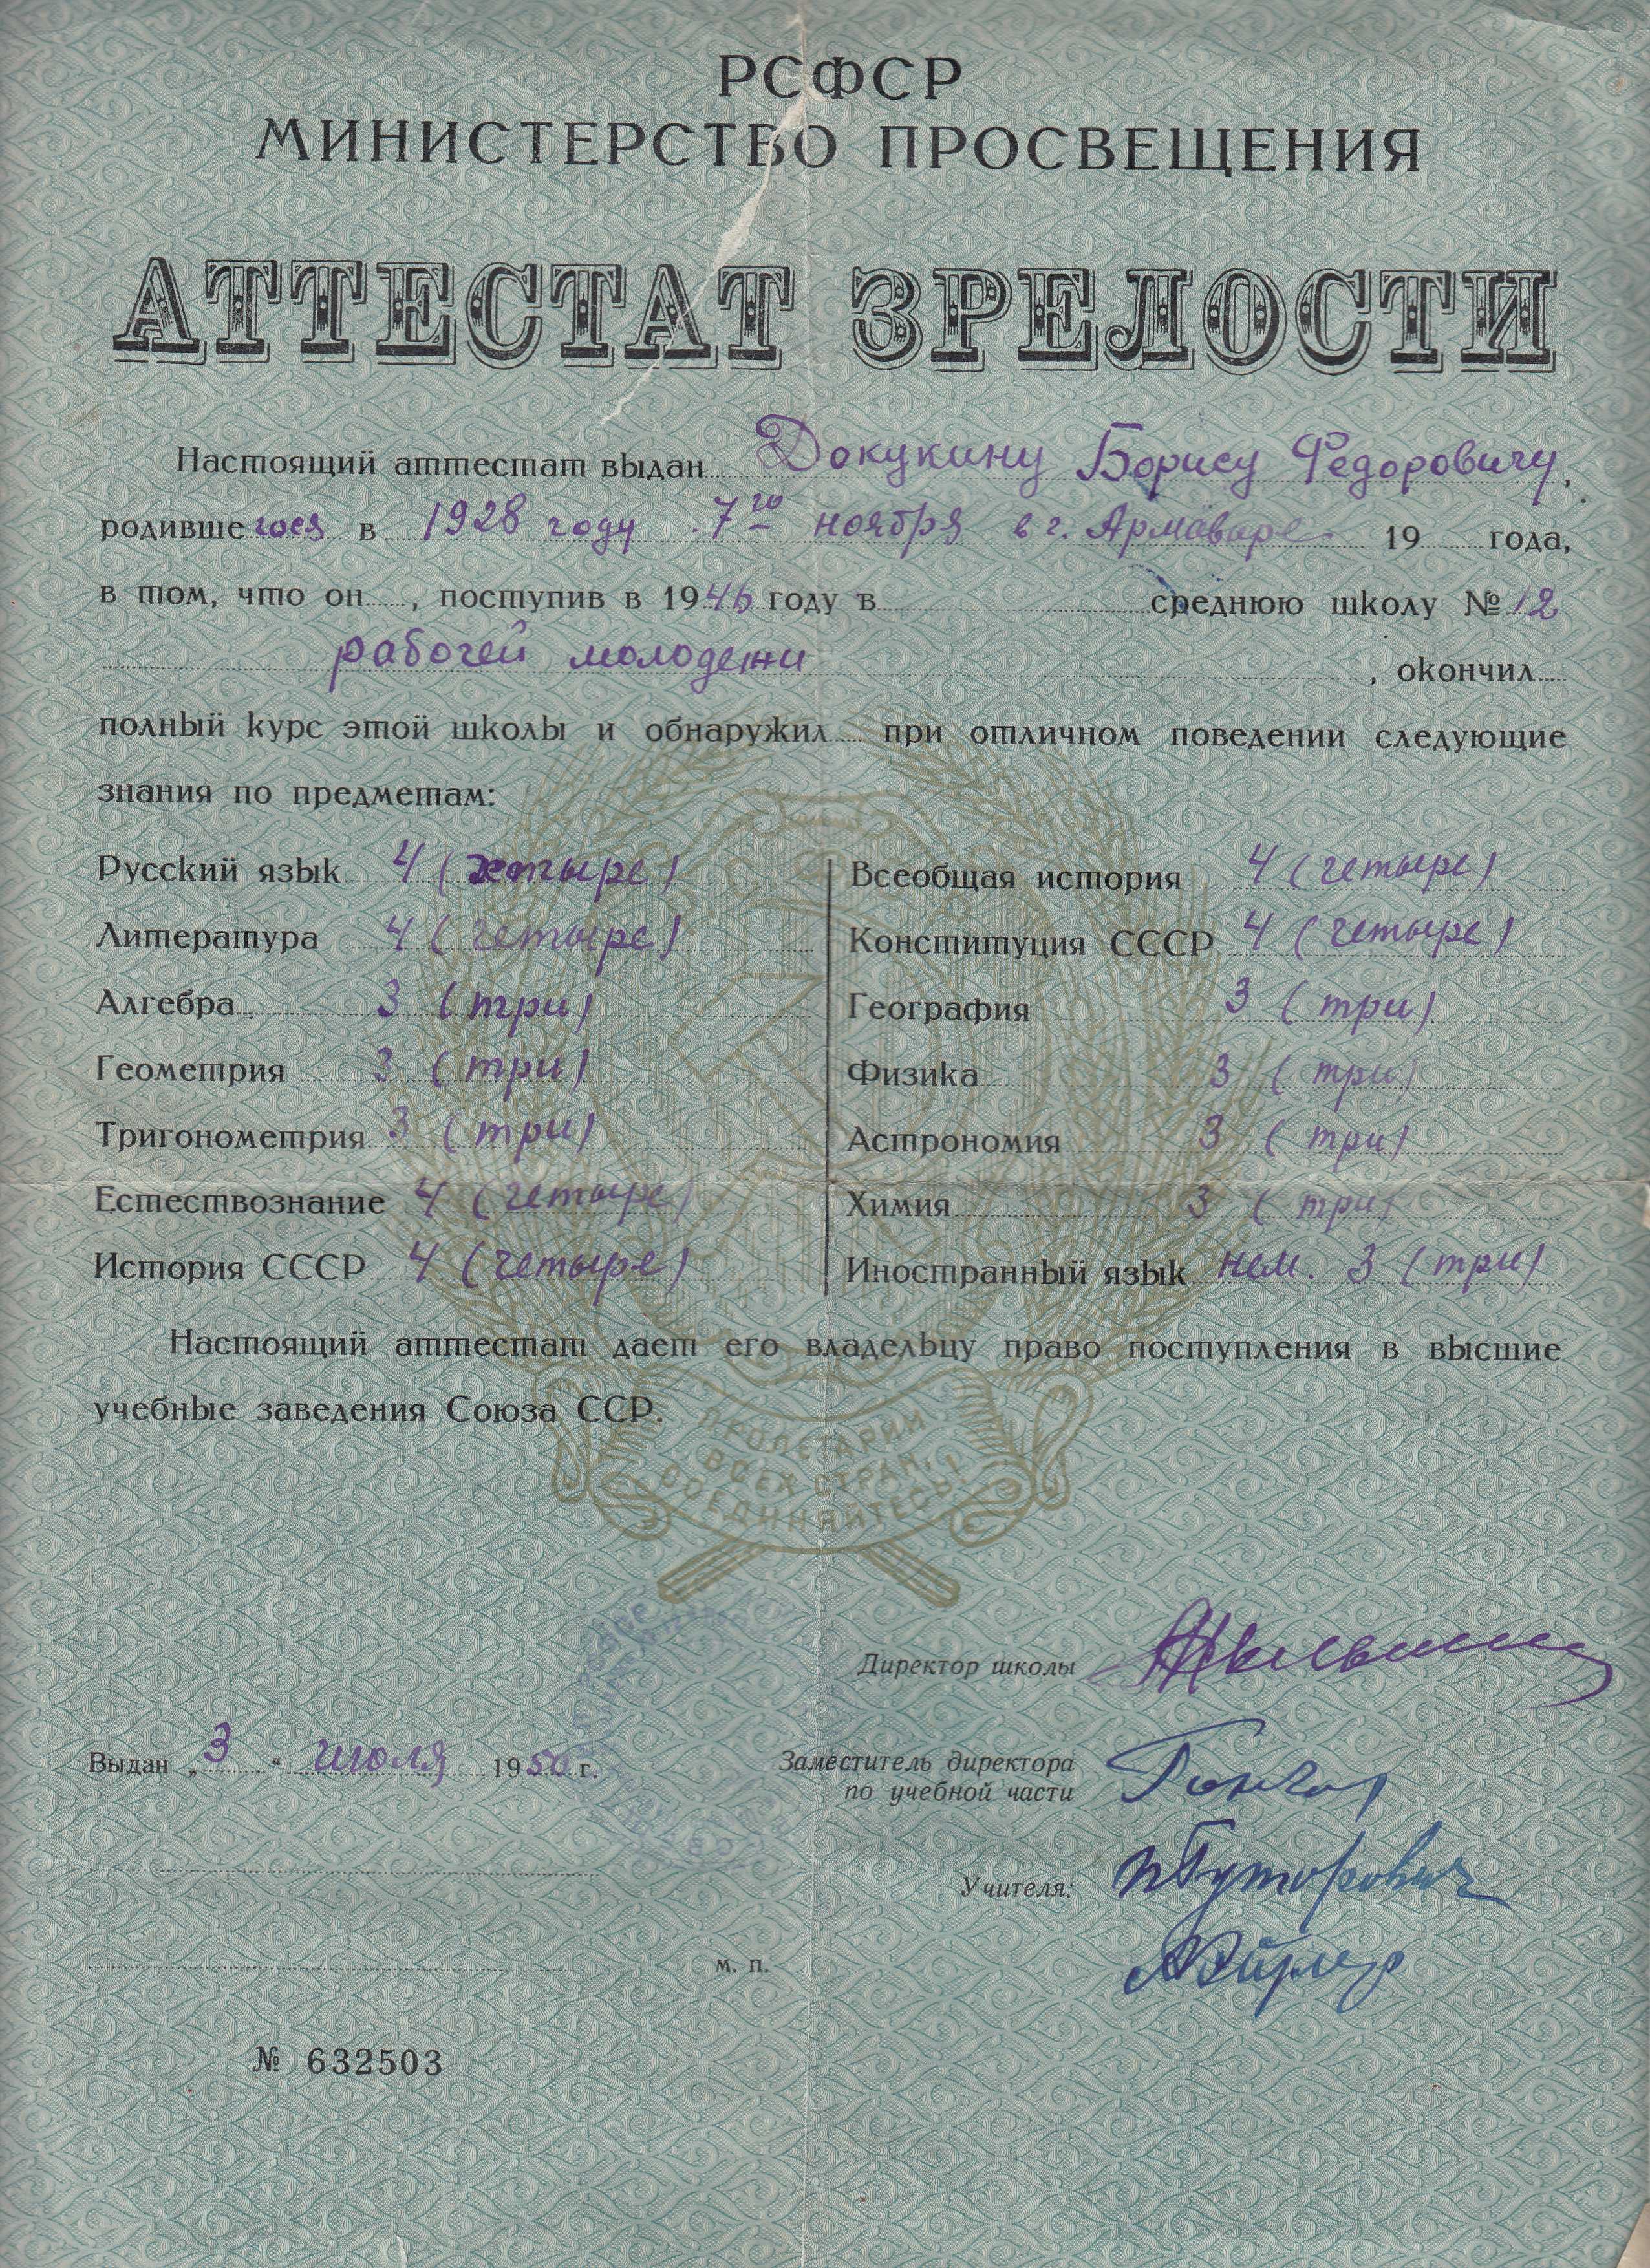 РСФСР
МИНИСТЕРСТВО ПРОСВЕЩЕНИЯ
АТТЕСТАТ ЗРЕЛОСТИ
Настоящий аттестат выдан Докукину Борису Федоровичу,
родившегося в 1928 году 7го ноября в г. Армавире 19 года,
в том, что он , поступив в 1946 году в среднюю школу № 12
рабочей молодежи , окончил
полный курс этой школы и обнаружил при отличном поведении следующие
знания по предметам:
Русский язык 4 (четыре)
Литература 4 (четыре)
Алгебра 3 (три)
Геометрия 3 (три)
Тригонометрия 3 (три)
Естествознание 4 (четыре)
История СССР 4 (четыре)
Всеобщая история 4 (четыре)
Конституция СССР 4 (четыре)
География 3 (три)
Физика 3 (три)
Астрономия 3 (три)
Химия 3 (три)
Иностранный язык нем. 3 (три)
Настоящий аттестат дает его владельцу право поступления в высшие
учебные заведения Союза ССР.
ПРОЛЕТАРИИ
ВСЕХ СТРАН,
СОЕДИНЯЙТЕСЬ!
Директор школы
Выдан „3" июля 1950 г.
Заместитель директора
по учебной части
Учителя:
м. п.
№ 632503